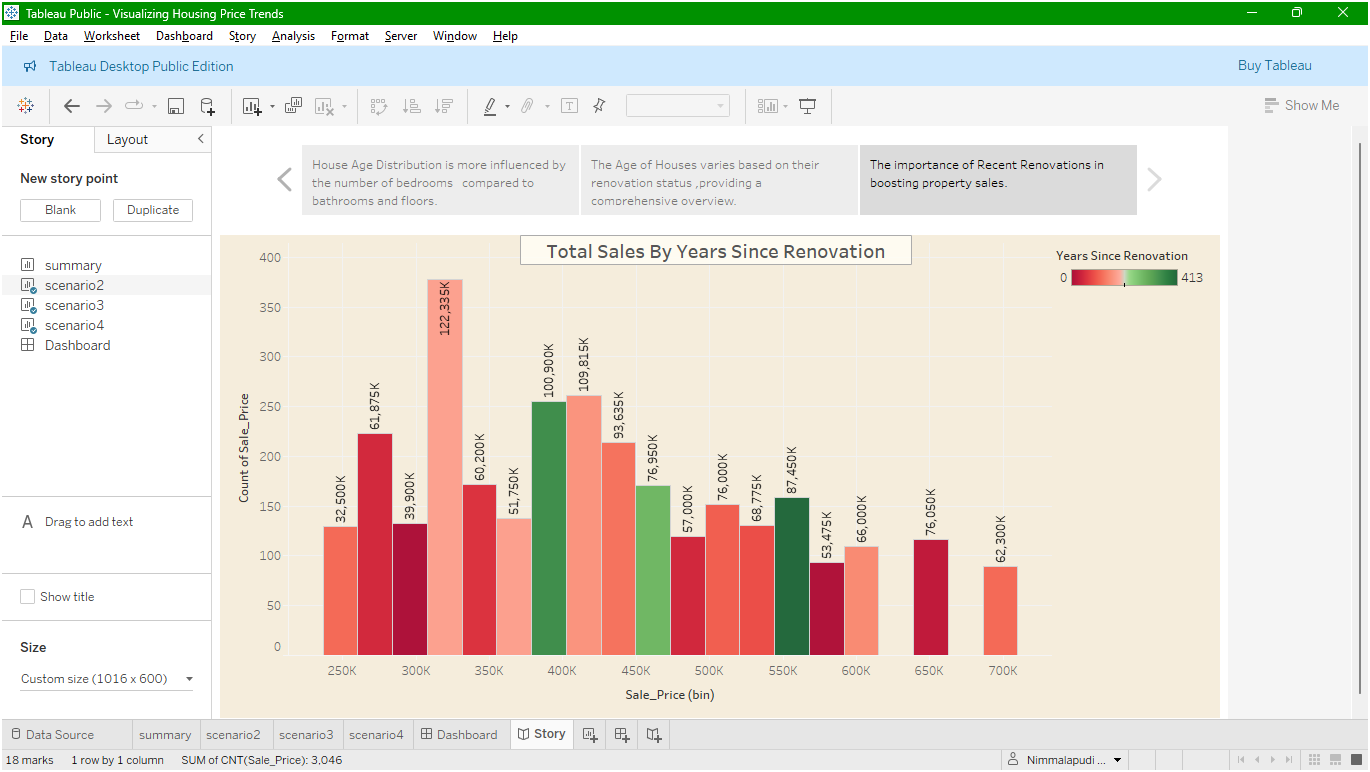 Tableau Public - Visualizing Housing Price Trends
File Data Worksheet Dashboard Story Analysis Format Server Window Help
Tableau Desktop Public Edition
Buy Tableau
Show Me
Story
Layout
New story point
Blank
Duplicate
summary
scenario2
scenario3
scenario4
Dashboard
A Drag to add text
Show title
Size
Custom size (1016 x 600)
House Age Distribution is more influenced by
the number of bedrooms compared to
bathrooms and floors.
The Age of Houses varies based on their
renovation status ,providing a
comprehensive overview.
The importance of Recent Renovations in
boosting property sales.
Total Sales By Years Since Renovation
Years Since Renovation
0 413
Count of Sale_Price
400
350
300
250
200
150
100
50
0
32,500K
61,875K
39,900K
122,335K
60,200K
51,750K
100,900K
109,815K
93,635K
76,950K
57,000K
76,000K
68,775K
87,450K
53,475K
66,000K
76,050K
62,300K
250K 300K 350K 400K 450K 500K 550K 600K 650K 700K
Sale_Price (bin)
Data Source summary scenario2 scenario3 scenario4 Dashboard Story
18 marks 1 row by 1 column SUM of CNT(Sale_Price): 3,046
Nimmalapudi ...